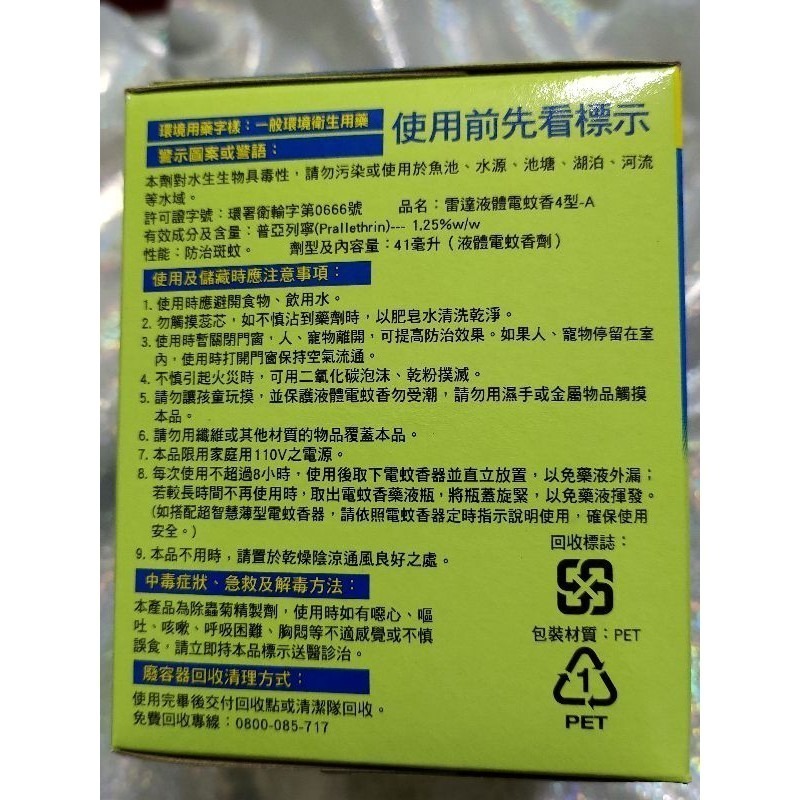 環境用藥字樣：一般環境衛生用藥
使用前先看標示
警示圖案或警語：
本劑對水生生物具毒性，請勿污染或使用於魚池、水源、池塘、湖泊、河流
等水域。
許可證字號：環署衛輸字第0666號　品名：雷達液體電蚊香4型-A
有效成分及含量：普亞列寧(Prallethrin)--- 1.25%w/w
性能：防治斑蚊。　劑型及內容量：41毫升（液體電蚊香劑）
使用及儲藏時應注意事項：
1. 使用時應避開食物、飲用水。
2. 勿觸摸蕊芯，如不慎沾到藥劑時，以肥皂水清洗乾淨。
3. 使用時暫關閉門窗，人、寵物離開，可提高防治效果。如果人、寵物停留在室
內，使用時打開門窗保持空氣流通。
4. 不慎引起火災時，可用二氧化碳泡沫、乾粉撲滅。
5. 請勿讓孩童玩摸，並保護液體電蚊香勿受潮，請勿用濕手或金屬物品觸摸
本品。
6. 請勿用纖維或其他材質的物品覆蓋本品。
7. 本品限用家庭用110V之電源。
8. 每次使用不超過8小時，使用後取下電蚊香器並直立放置，以免藥液外漏；
若較長時間不再使用時，取出電蚊香藥液瓶，將瓶蓋旋緊，以免藥液揮發。
(如搭配超智慧薄型電蚊香器，請依照電蚊香器定時指示說明使用，確保使用
安全。)
9. 本品不用時，請置於乾燥陰涼通風良好之處。
回收標誌：
中毒症狀、急救及解毒方法：
本產品為除蟲菊精製劑，使用時如有噁心、嘔
吐、咳嗽、呼吸困難、胸悶等不適感覺或不慎
誤食，請立即持本品標示送醫診治。
包裝材質：PET
廢容器回收清理方式：
使用完畢後交付回收點或清潔隊回收。
免費回收專線：0800-085-717
1
PET